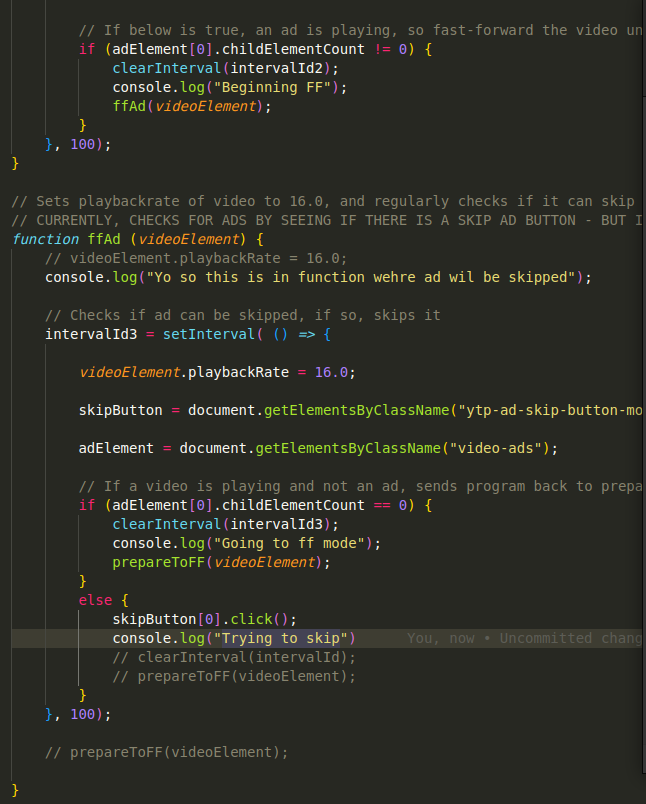 // If below is true, an ad is playing, so fast-forward the video un
if (adElement[0].childElementCount != 0) {
clearInterval(intervalId2);
console.log("Beginning FF");
ffAd(videoElement);
}
}, 100);
}
// Sets playbackrate of video to 16.0, and regularly checks if it can skip
// CURRENTLY, CHECKS FOR ADS BY SEEING IF THERE IS A SKIP AD BUTTON - BUT I
function ffAd (videoElement) {
// videoElement.playbackRate = 16.0;
console.log("Yo so this is in function wehre ad wil be skipped");
// Checks if ad can be skipped, if so, skips it
intervalId3 = setInterval( () => {
videoElement.playbackRate = 16.0;
skipButton = document.getElementsByClassName("ytp-ad-skip-button-mo
adElement = document.getElementsByClassName("video-ads");
// If a video is playing and not an ad, sends program back to prepa
if (adElement[0].childElementCount == 0) {
clearInterval(intervalId3);
console.log("Going to ff mode");
prepareToFF(videoElement);
}
else {
skipButton[0].click();
console.log("Trying to skip") You, now • Uncommitted chang
// clearInterval(intervalId);
// prepareToFF(videoElement);
}
}, 100);
// prepareToFF(videoElement);
}